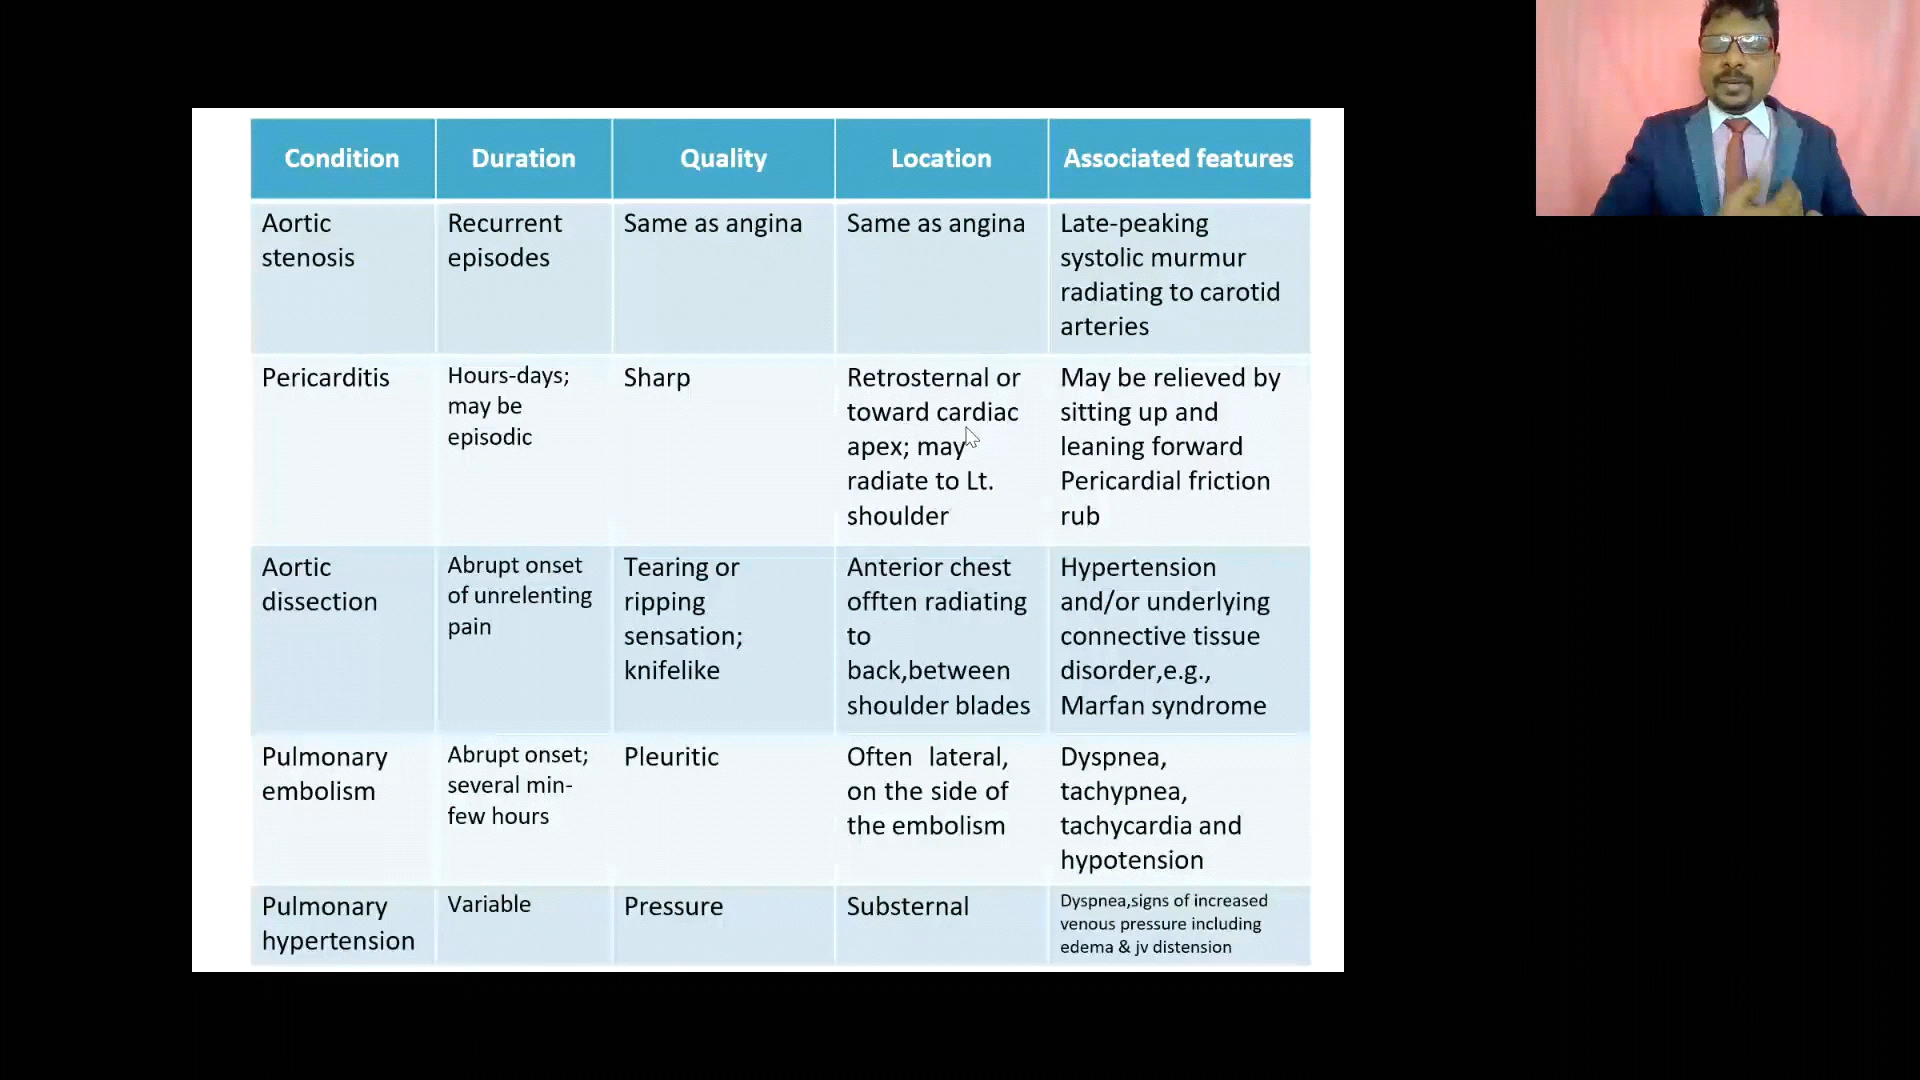 Condition Duration Quality Location Associated features
Aortic stenosis
Recurrent episodes
Same as angina
Same as angina
Late-peaking
systolic murmur
radiating to carotid
arteries
Pericarditis
Hours-days;
may be
episodic
Sharp
Retrosternal or
toward cardiac
apex; may
radiate to Lt.
shoulder
May be relieved by
sitting up and
leaning forward
Pericardial friction
rub
Aortic
dissection
Abrupt onset
of unrelenting
pain
Tearing or
ripping
sensation;
knifelike
Anterior chest
offten radiating
to
back,between
shoulder blades
Hypertension
and/or underlying
connective tissue
disorder,e.g.,
Marfan syndrome
Pulmonary
embolism
Abrupt onset;
several min-
few hours
Pleuritic
Often lateral,
on the side of
the embolism
Dyspnea,
tachypnea,
tachycardia and
hypotension
Pulmonary
hypertension
Variable
Pressure
Substernal
Dyspnea,signs of increased
venous pressure including
edema & jv distension